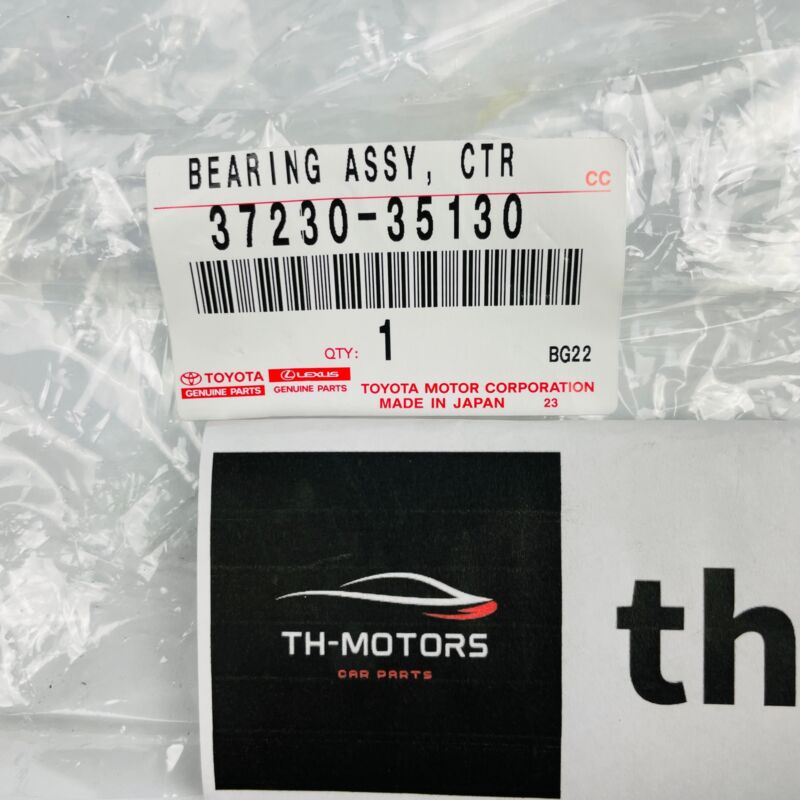 BEARING ASSY, CTR
CC
37230-35130
QTY: 1
BG22
TOYOTA
GENUINE PARTS
LEXUS
GENUINE PARTS
TOYOTA MOTOR CORPORATION
MADE IN JAPAN 23
TH-MOTORS
CAR PARTS
th